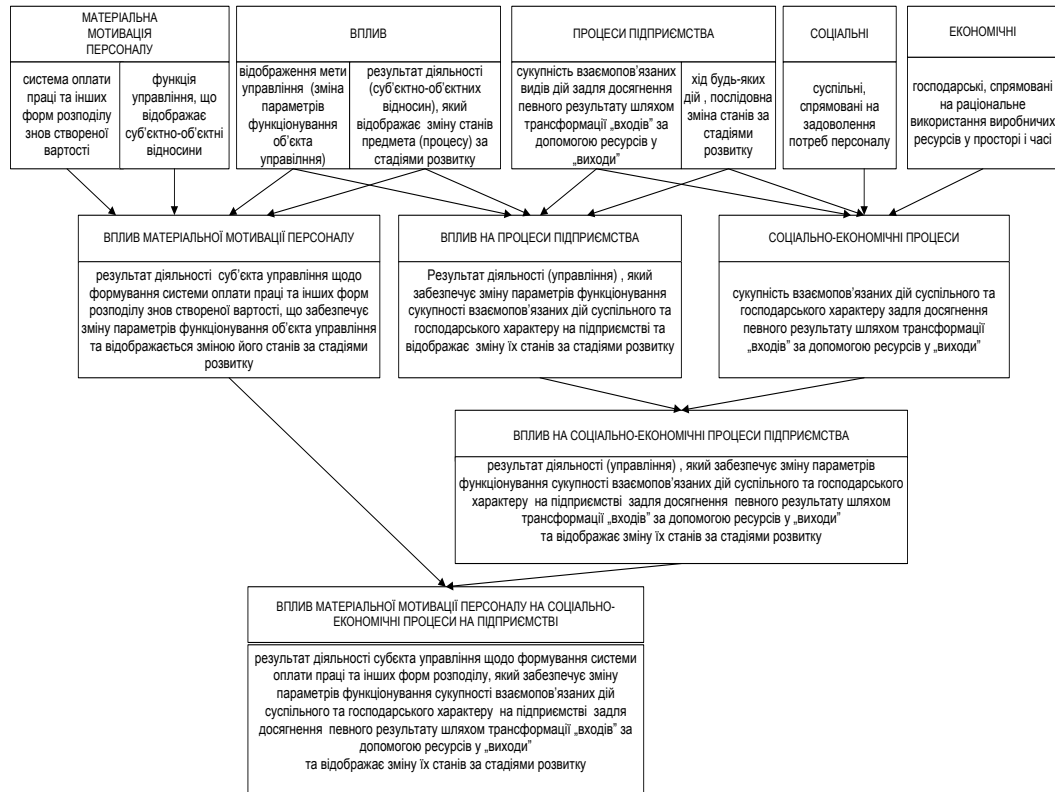 МАТЕРІАЛЬНА
МОТИВАЦІЯ
ПЕРСОНАЛУ
система оплати
праці та інших
форм розподілу
знов створеної
вартості
функція
управління, що
відображає
суб’єктно-об’єктні
відносини
ВПЛИВ
відображення мети
управління (зміна
параметрів
функціонування
об’єкта
управілння)
результат діяльності
(суб’єктно-об’єктних
відносин), який
відображає зміну станів
предмета (процесу) за
стадіями розвитку
ПРОЦЕСИ ПІДПРИЄМСТВА
сукупність взаємопов’язаних
видів дій задля досягнення
певного результату шляхом
трансформації „входів” за
допомогою ресурсів у
„виходи”
хід будь-яких
дій , послідовна
зміна станів за
стадіями
розвитку
СОЦІАЛЬНІ
суспільні,
спрямовані на
задоволення
потреб персоналу
ЕКОНОМІЧНІ
господарські, спрямовані
на раціональне
використання виробничих
ресурсів у просторі і часі
ВПЛИВ МАТЕРІАЛЬНОЇ МОТИВАЦІЇ ПЕРСОНАЛУ
результат діяльності суб’єкта управління щодо
формування системи оплати праці та інших форм
розподілу знов створеної вартості, що забезпечує
зміну параметрів функціонування об’єкта управління
та відображається зміною його станів за стадіями
розвитку
ВПЛИВ НА ПРОЦЕСИ ПІДПРИЄМСТВА
Результат діяльності (управління) , який
забезпечує зміну параметрів функціонування
сукупності взаємопов’язаних дій суспільного та
господарського характеру на підприємстві та
відображає зміну їх станів за стадіями розвитку
СОЦІАЛЬНО-ЕКОНОМІЧНІ ПРОЦЕСИ
сукупність взаємопов’язаних дій суспільного та
господарського характеру задля досягнення
певного результату шляхом трансформації
„входів” за допомогою ресурсів у „виходи”
ВПЛИВ НА СОЦІАЛЬНО-ЕКОНОМІЧНІ ПРОЦЕСИ ПІДПРИЄМСТВА
результат діяльності (управління) , який забезпечує зміну параметрів
функціонування сукупності взаємопов’язаних дій суспільного та господарського
характеру на підприємстві задля досягнення певного результату шляхом
трансформації „входів” за допомогою ресурсів у „виходи”
та відображає зміну їх станів за стадіями розвитку
ВПЛИВ МАТЕРІАЛЬНОЇ МОТИВАЦІЇ ПЕРСОНАЛУ НА СОЦІАЛЬНО-
ЕКОНОМІЧНІ ПРОЦЕСИ НА ПІДПРИЄМСТВІ
результат діяльності субєкта управління щодо формування системи
оплати праці та інших форм розподілу, який забезпечує зміну
параметрів функціонування сукупності взаємопов’язаних дій
суспільного та господарського характеру на підприємстві задля
досягнення певного результату шляхом трансформації „входів” за
допомогою ресурсів у „виходи”
та відображає зміну їх станів за стадіями розвитку